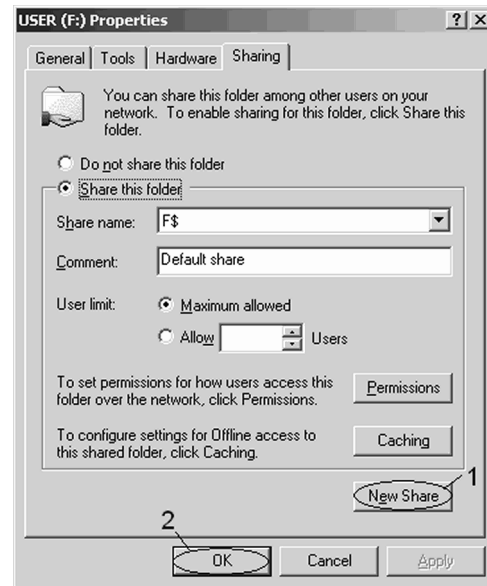 USER (F:) Properties
General Tools Hardware Sharing
You can share this folder among other users on your
network. To enable sharing for this folder, click Share this
folder.
Do not share this folder
Share this folder
Share name: F$
Comment: Default share
User limit: Maximum allowed
Allow Users
To set permissions for how users access this
folder over the network, click Permissions.
Permissions
To configure settings for Offline access to
this shared folder, click Caching.
Caching
1
New Share
2
OK Cancel Apply